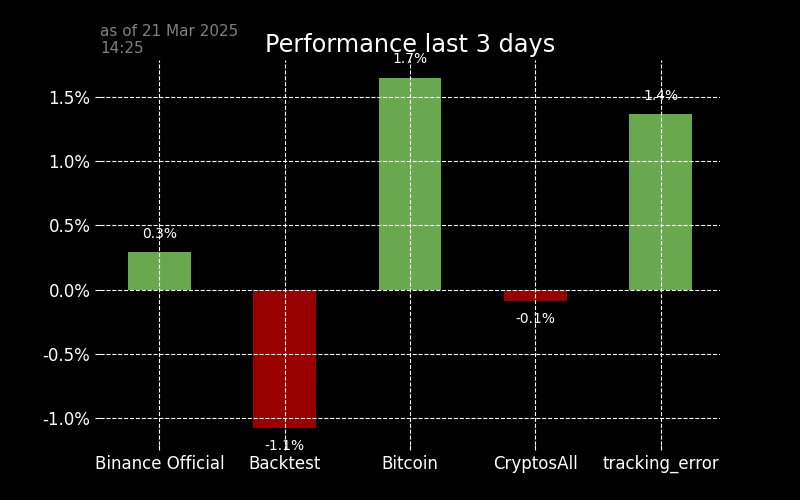 as of 21 Mar 2025
14:25
Performance last 3 days
1.7%
1.5%
1.4%
1.0%
0.5%
0.3%
0.0%
-0.1%
-0.5%
-1.0%
-1.1%
Binance Official
Backtest
Bitcoin
CryptosAll
tracking_error